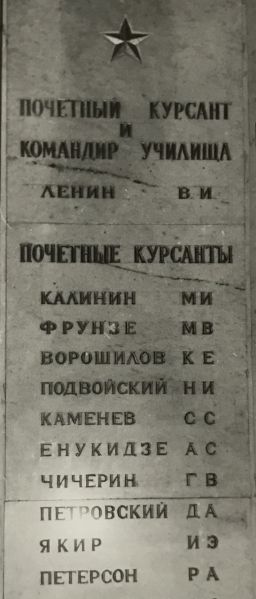 ПОЧЕТНЫЙ КУРСАНТ
И
КОМАНДИР УЧИЛИЩА
ЛЕНИН В И
ПОЧЕТНЫЕ КУРСАНТЫ
КАЛИНИН М И
ФРУНЗЕ М В
ВОРОШИЛОВ К Е
ПОДВОЙСКИЙ Н И
КАМЕНЕВ С С
ЕНУКИДЗЕ А С
ЧИЧЕРИН Г В
ПЕТРОВСКИЙ Д А
ЯКИР И Э
ПЕТЕРСОН Р А